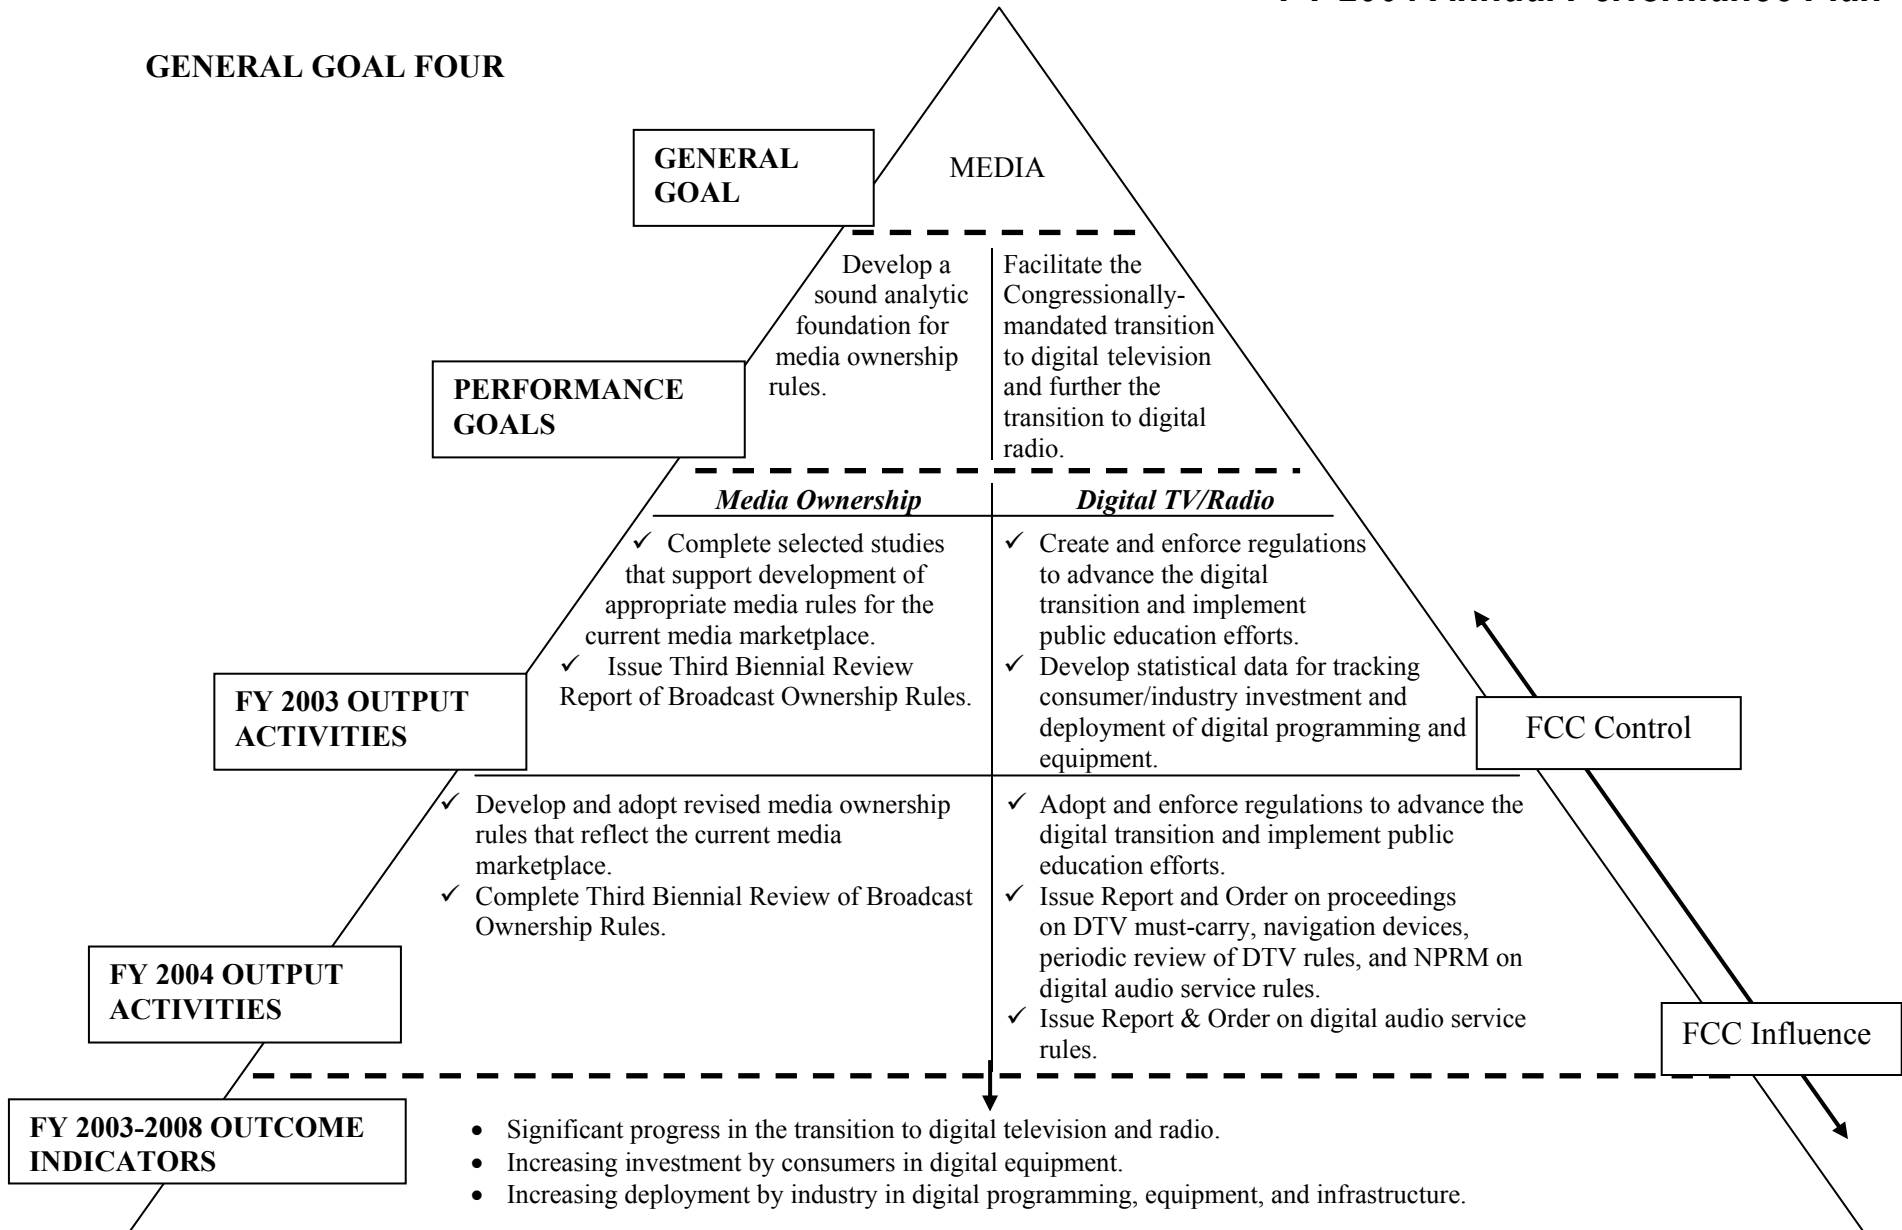 FY 2004 Annual Performance Plan
GENERAL GOAL FOUR
GENERAL
GOAL
MEDIA
Develop a
sound analytic
foundation for
media ownership
rules.
Facilitate the
Congressionally-
mandated transition
to digital television
and further the
transition to digital
radio.
PERFORMANCE
GOALS
Media Ownership
✓ Complete selected studies
that support development of
appropriate media rules for the
current media marketplace.
✓ Issue Third Biennial Review
Report of Broadcast Ownership Rules.
Digital TV/Radio
✓ Create and enforce regulations
to advance the digital
transition and implement
public education efforts.
✓ Develop statistical data for tracking
consumer/industry investment and
deployment of digital programming and
equipment.
FY 2003 OUTPUT
ACTIVITIES
FCC Control
✓ Develop and adopt revised media ownership
rules that reflect the current media
marketplace.
✓ Complete Third Biennial Review of Broadcast
Ownership Rules.
✓ Adopt and enforce regulations to advance the
digital transition and implement public
education efforts.
✓ Issue Report and Order on proceedings
on DTV must-carry, navigation devices,
periodic review of DTV rules, and NPRM on
digital audio service rules.
✓ Issue Report & Order on digital audio service
rules.
FY 2004 OUTPUT
ACTIVITIES
FCC Influence
FY 2003-2008 OUTCOME
INDICATORS
• Significant progress in the transition to digital television and radio.
• Increasing investment by consumers in digital equipment.
• Increasing deployment by industry in digital programming, equipment, and infrastructure.